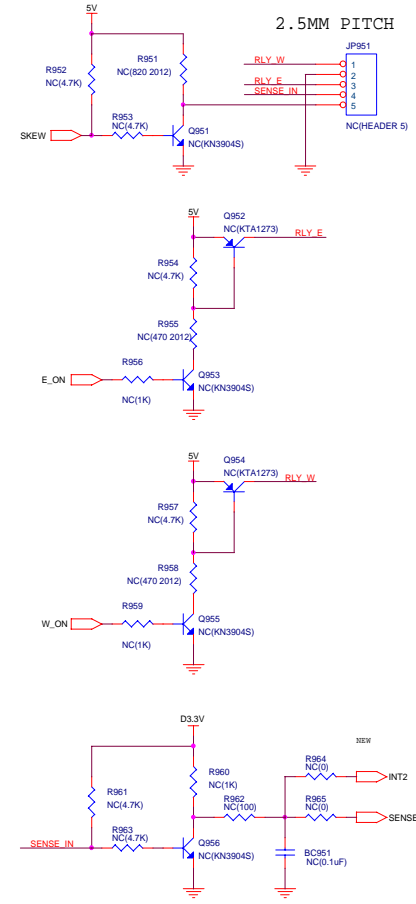 2.5MM PITCH
5V
R952
NC(4.7K)
R951
NC(820 2012)
R953
NC(4.7K)
SKEW
Q951
NC(KN3904S)
JP951
RLY_W
RLY_E
SENSE_IN
1
2
3
4
5
NC(HEADER 5)
5V
Q952
NC(KTA1273)
RLY_E
R954
NC(4.7K)
R955
NC(470 2012)
R956
E_ON
NC(1K)
Q953
NC(KN3904S)
5V
Q954
NC(KTA1273)
RLY_W
R957
NC(4.7K)
R958
NC(470 2012)
R959
W_ON
NC(1K)
Q955
NC(KN3904S)
D3.3V
NEW
R961
NC(4.7K)
R960
NC(1K)
R962
NC(100)
R964
NC(0)
INT2
R965
NC(0)
SENSE
R963
NC(4.7K)
SENSE_IN
Q956
NC(KN3904S)
BC951
NC(0.1uF)